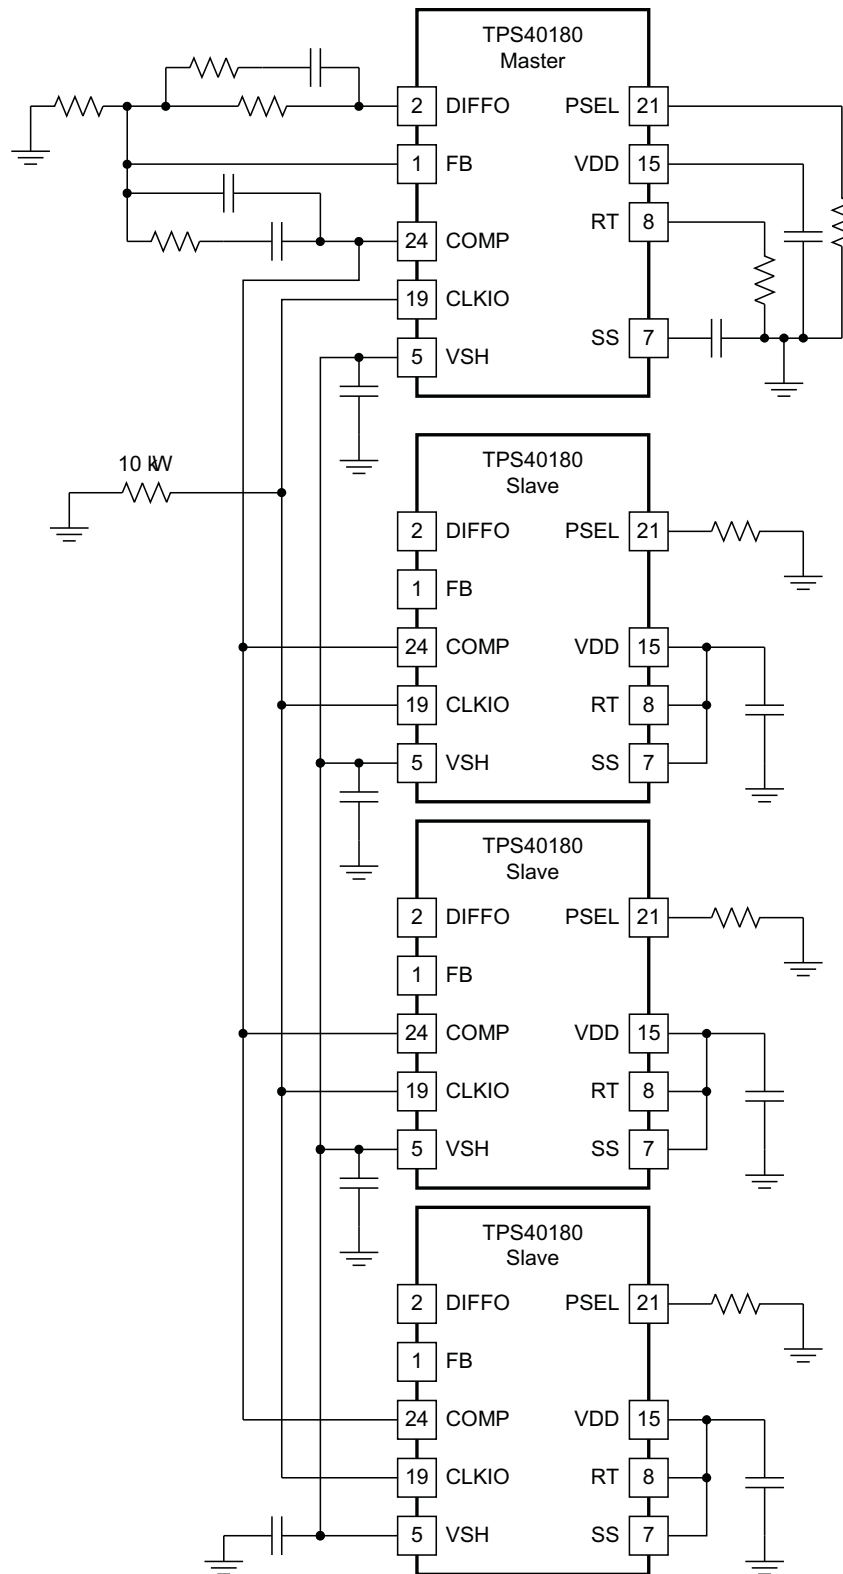 TPS40180
Master
2 DIFFO PSEL 21
1 FB VDD 15
RT 8
24 COMP
19 CLKIO
SS 7
5 VSH
10 kW
TPS40180
Slave
2 DIFFO PSEL 21
1 FB
24 COMP VDD 15
19 CLKIO RT 8
5 VSH SS 7
TPS40180
Slave
2 DIFFO PSEL 21
1 FB
24 COMP VDD 15
19 CLKIO RT 8
5 VSH SS 7
TPS40180
Slave
2 DIFFO PSEL 21
1 FB
24 COMP VDD 15
19 CLKIO RT 8
5 VSH SS 7